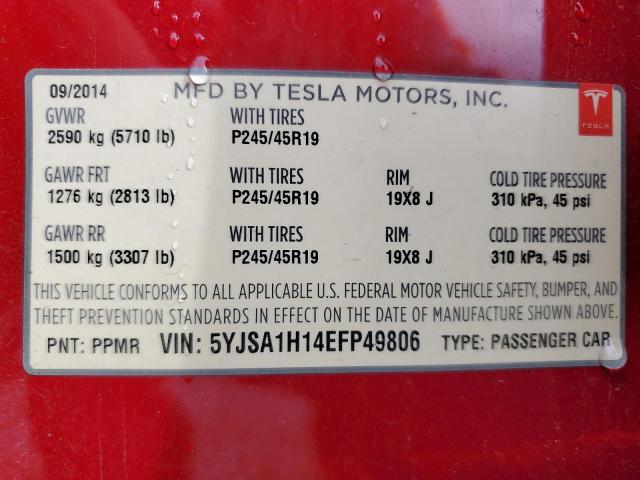 09/2014 MFD BY TESLA MOTORS, INC.
TESLA
GVWR WITH TIRES
2590 kg (5710 lb) P245/45R19
GAWR FRT WITH TIRES RIM COLD TIRE PRESSURE
1276 kg (2813 lb) P245/45R19 19X8 J 310 kPa, 45 psi
GAWR RR WITH TIRES RIM COLD TIRE PRESSURE
1500 kg (3307 lb) P245/45R19 19X8 J 310 kPa, 45 psi
THIS VEHICLE CONFORMS TO ALL APPLICABLE U.S. FEDERAL MOTOR VEHICLE SAFETY, BUMPER, AND
THEFT PREVENTION STANDARDS IN EFFECT ON THE DATE OF MANUFACTURE SHOWN ABOVE.
PNT: PPMR VIN: 5YJSA1H14EFP49806 TYPE: PASSENGER CAR